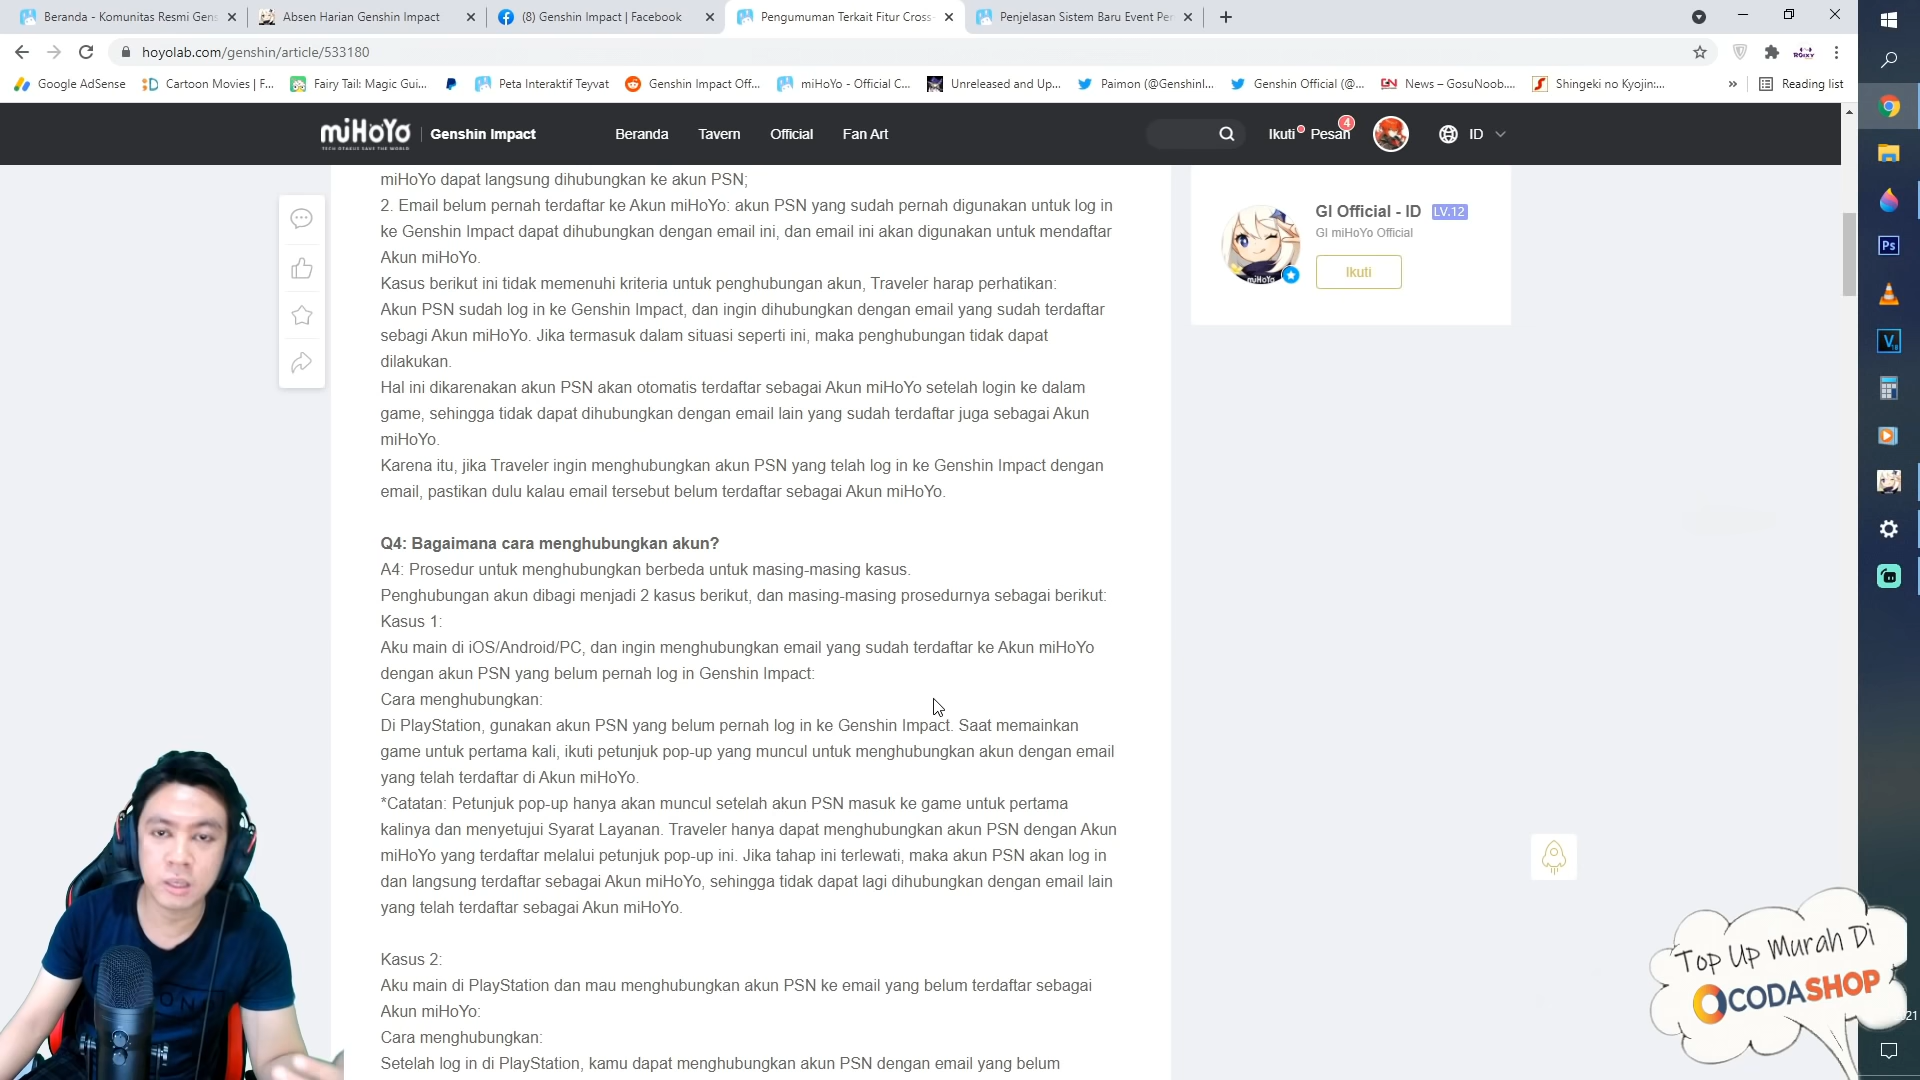 Beranda - Komunitas Resmi Gens
Absen Harian Genshin Impact
(8) Genshin Impact | Facebook
Pengumuman Terkait Fitur Cross-
Penjelasan Sistem Baru Event Per
hoyolab.com/genshin/article/533180
Google AdSense
Cartoon Movies | F...
Fairy Tail: Magic Gui...
Peta Interaktif Teyvat
Genshin Impact Off...
miHoYo - Official C...
Unreleased and Up...
Paimon (@GenshinI...
Genshin Official (@...
News – GosuNoob....
Shingeki no Kyojin:...
»
Reading list
miHoYo
TECH OTAKUS SAVE THE WORLD
Genshin Impact
Beranda
Tavern
Official
Fan Art
Ikuti
Pesan
4
ID
miHoYo dapat langsung dihubungkan ke akun PSN;
2. Email belum pernah terdaftar ke Akun miHoYo: akun PSN yang sudah pernah digunakan untuk log in
ke Genshin Impact dapat dihubungkan dengan email ini, dan email ini akan digunakan untuk mendaftar
Akun miHoYo.
Kasus berikut ini tidak memenuhi kriteria untuk penghubungan akun, Traveler harap perhatikan:
Akun PSN sudah log in ke Genshin Impact, dan ingin dihubungkan dengan email yang sudah terdaftar
sebagi Akun miHoYo. Jika termasuk dalam situasi seperti ini, maka penghubungan tidak dapat
dilakukan.
Hal ini dikarenakan akun PSN akan otomatis terdaftar sebagai Akun miHoYo setelah login ke dalam
game, sehingga tidak dapat dihubungkan dengan email lain yang sudah terdaftar juga sebagai Akun
miHoYo.
Karena itu, jika Traveler ingin menghubungkan akun PSN yang telah log in ke Genshin Impact dengan
email, pastikan dulu kalau email tersebut belum terdaftar sebagai Akun miHoYo.
Q4: Bagaimana cara menghubungkan akun?
A4: Prosedur untuk menghubungkan berbeda untuk masing-masing kasus.
Penghubungan akun dibagi menjadi 2 kasus berikut, dan masing-masing prosedurnya sebagai berikut:
Kasus 1:
Aku main di iOS/Android/PC, dan ingin menghubungkan email yang sudah terdaftar ke Akun miHoYo
dengan akun PSN yang belum pernah log in Genshin Impact:
Cara menghubungkan:
Di PlayStation, gunakan akun PSN yang belum pernah log in ke Genshin Impact. Saat memainkan
game untuk pertama kali, ikuti petunjuk pop-up yang muncul untuk menghubungkan akun dengan email
yang telah terdaftar di Akun miHoYo.
*Catatan: Petunjuk pop-up hanya akan muncul setelah akun PSN masuk ke game untuk pertama
kalinya dan menyetujui Syarat Layanan. Traveler hanya dapat menghubungkan akun PSN dengan Akun
miHoYo yang terdaftar melalui petunjuk pop-up ini. Jika tahap ini terlewati, maka akun PSN akan log in
dan langsung terdaftar sebagai Akun miHoYo, sehingga tidak dapat lagi dihubungkan dengan email lain
yang telah terdaftar sebagai Akun miHoYo.
Kasus 2:
Aku main di PlayStation dan mau menghubungkan akun PSN ke email yang belum terdaftar sebagai
Akun miHoYo:
Cara menghubungkan:
Setelah log in di PlayStation, kamu dapat menghubungkan akun PSN dengan email yang belum
GI Official - ID
LV.12
GI miHoYo Official
miHoYo
Ikuti
Ps
Top Up Murah Di
CODASHOP
21